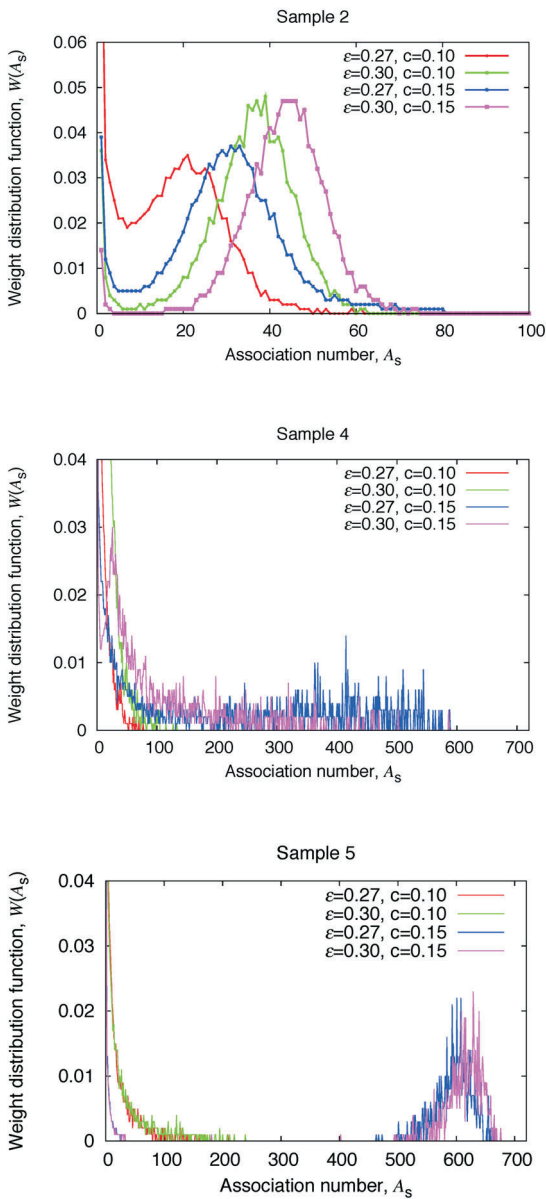 Sample 2
Weight distribution function, W(Aₛ)
0.06
0.05
0.04
0.03
0.02
0.01
0
ε=0.27, c=0.10
ε=0.30, c=0.10
ε=0.27, c=0.15
ε=0.30, c=0.15
0 20 40 60 80 100
Association number, Aₛ
Sample 4
Weight distribution function, W(Aₛ)
0.04
0.03
0.02
0.01
0
ε=0.27, c=0.10
ε=0.30, c=0.10
ε=0.27, c=0.15
ε=0.30, c=0.15
0 100 200 300 400 500 600 700
Association number, Aₛ
Sample 5
Weight distribution function, W(Aₛ)
0.04
0.03
0.02
0.01
0
ε=0.27, c=0.10
ε=0.30, c=0.10
ε=0.27, c=0.15
ε=0.30, c=0.15
0 100 200 300 400 500 600 700
Association number, Aₛ